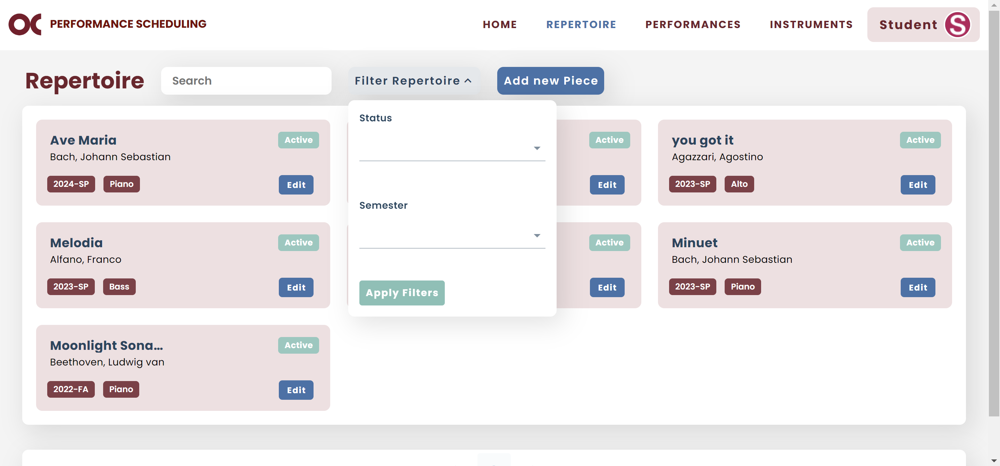 OC PERFORMANCE SCHEDULING
HOME REPERTOIRE PERFORMANCES INSTRUMENTS Student S
Repertoire Search Filter Repertoire Add new Piece
Status
Semester
Apply Filters
Ave Maria Active
Bach, Johann Sebastian
2024-SP Piano Edit
Active
Edit
you got it Active
Agazzari, Agostino
2023-SP Alto Edit
Melodia Active
Alfano, Franco
2023-SP Bass Edit
Active
Edit
Minuet Active
Bach, Johann Sebastian
2023-SP Piano Edit
Moonlight Sona... Active
Beethoven, Ludwig van
2022-FA Piano Edit